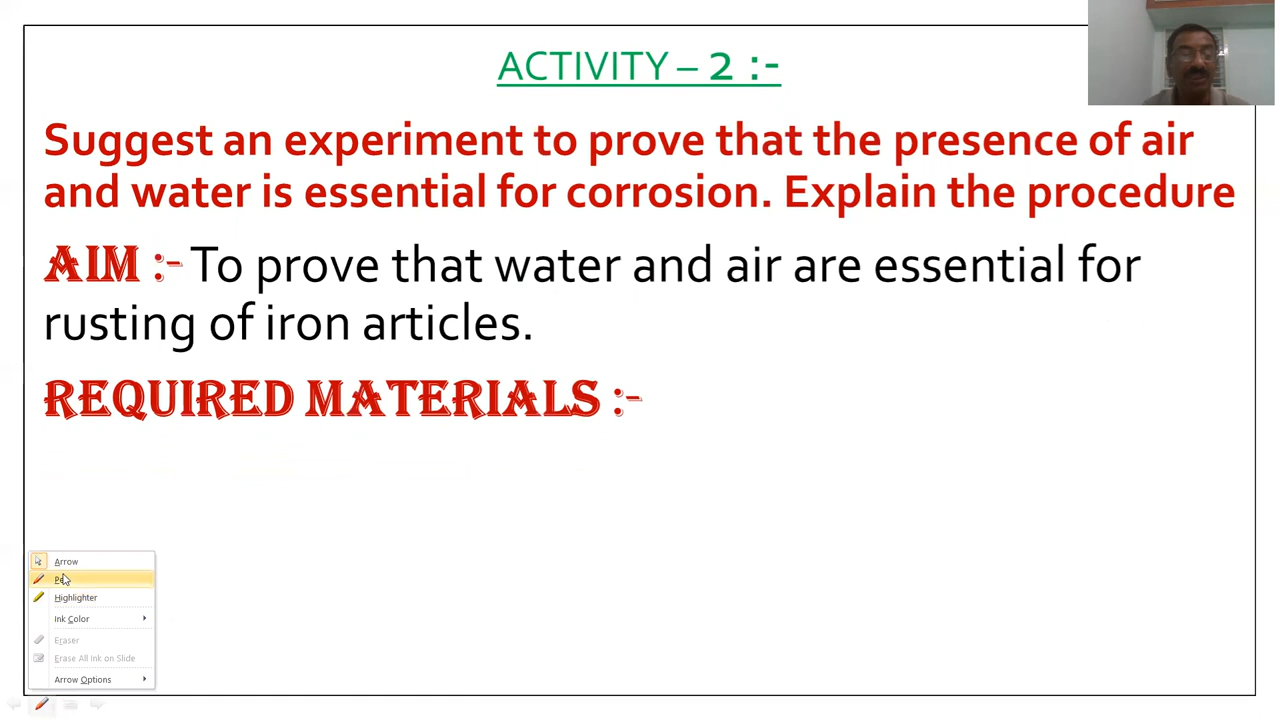 ACTIVITY – 2 :-
Suggest an experiment to prove that the presence of air
and water is essential for corrosion. Explain the procedure
AIM :- To prove that water and air are essential for
rusting of iron articles.
REQUIRED MATERIALS :-
Arrow
Highlighter
Ink Color
Eraser
Erase All Ink on Slide
Arrow Options